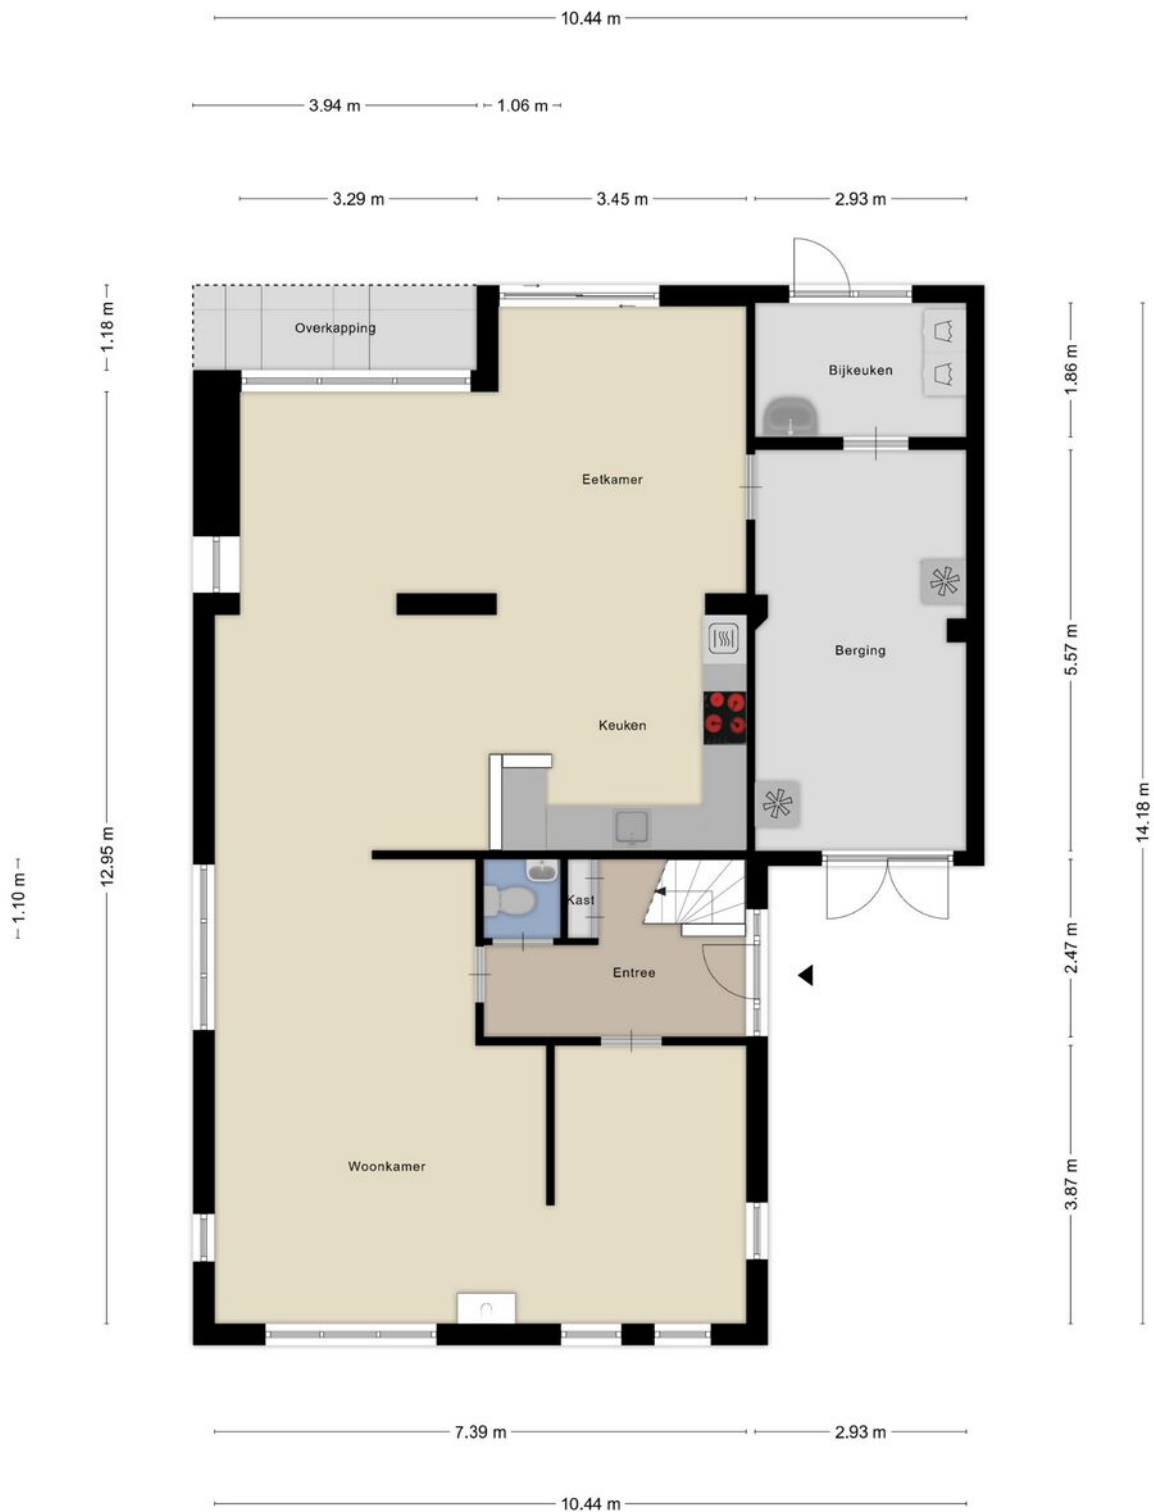 10.44 m
3.94 m
1.06 m
3.29 m
3.45 m
2.93 m
Overkapping
1.18 m
Bijkeuken
1.86 m
Eetkamer
Berging
5.57 m
Keuken
14.18 m
12.95 m
1.10 m
Kast
2.47 m
Entree
Woonkamer
3.87 m
7.39 m
2.93 m
10.44 m